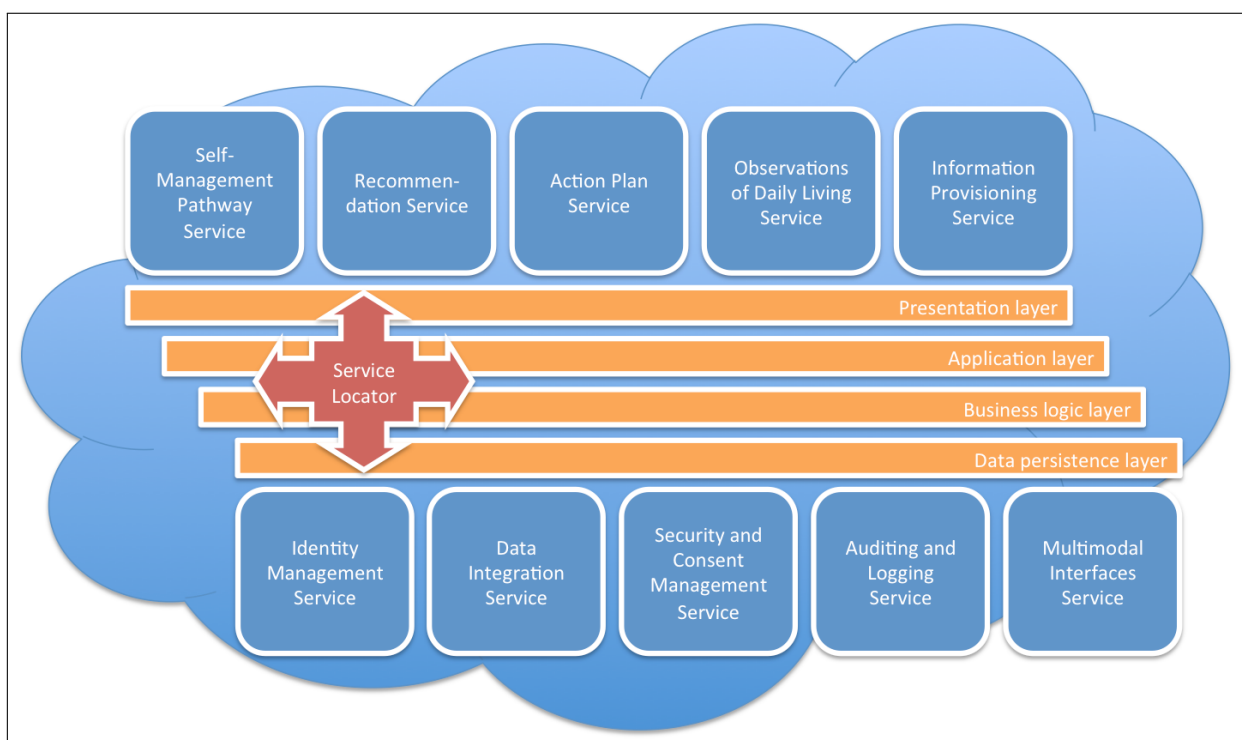 Self-
Management
Pathway
Service
Recommen-
dation Service
Action Plan
Service
Observations
of Daily Living
Service
Information
Provisioning
Service
Presentation layer
Application layer
Service
Locator
Business logic layer
Data persistence layer
Identity
Management
Service
Data
Integration
Service
Security and
Consent
Management
Service
Auditing and
Logging
Service
Multimodal
Interfaces
Service